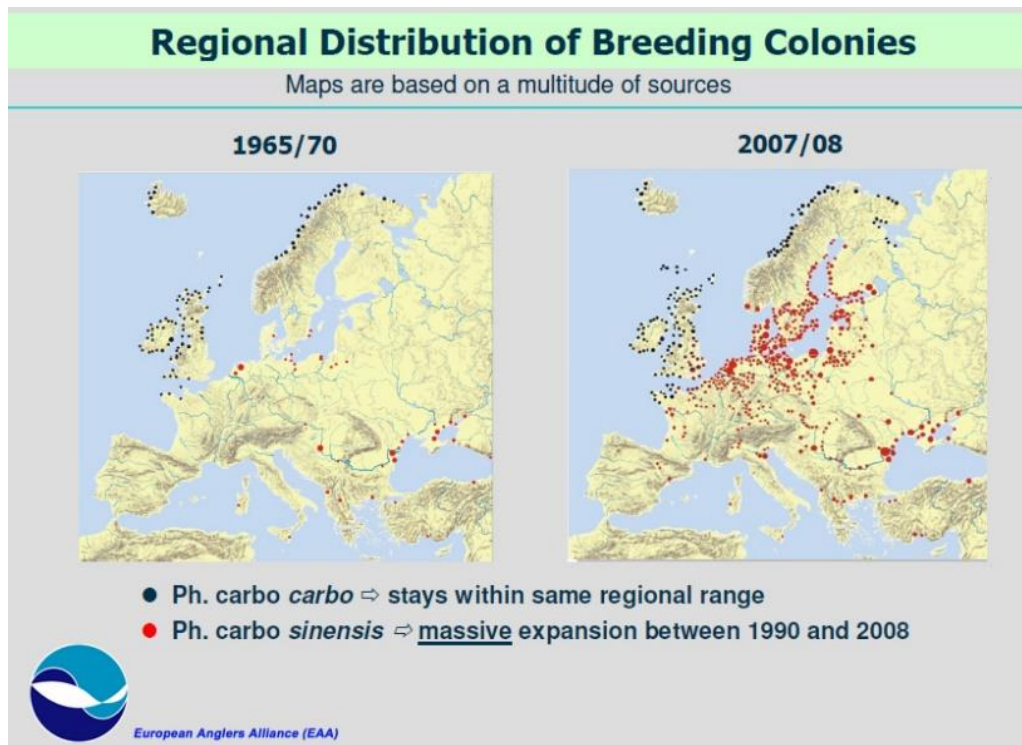 Regional Distribution of Breeding Colonies
Maps are based on a multitude of sources
1965/70
2007/08
● Ph. carbo carbo ⇨ stays within same regional range
● Ph. carbo sinensis ⇨ massive expansion between 1990 and 2008
European Anglers Alliance (EAA)